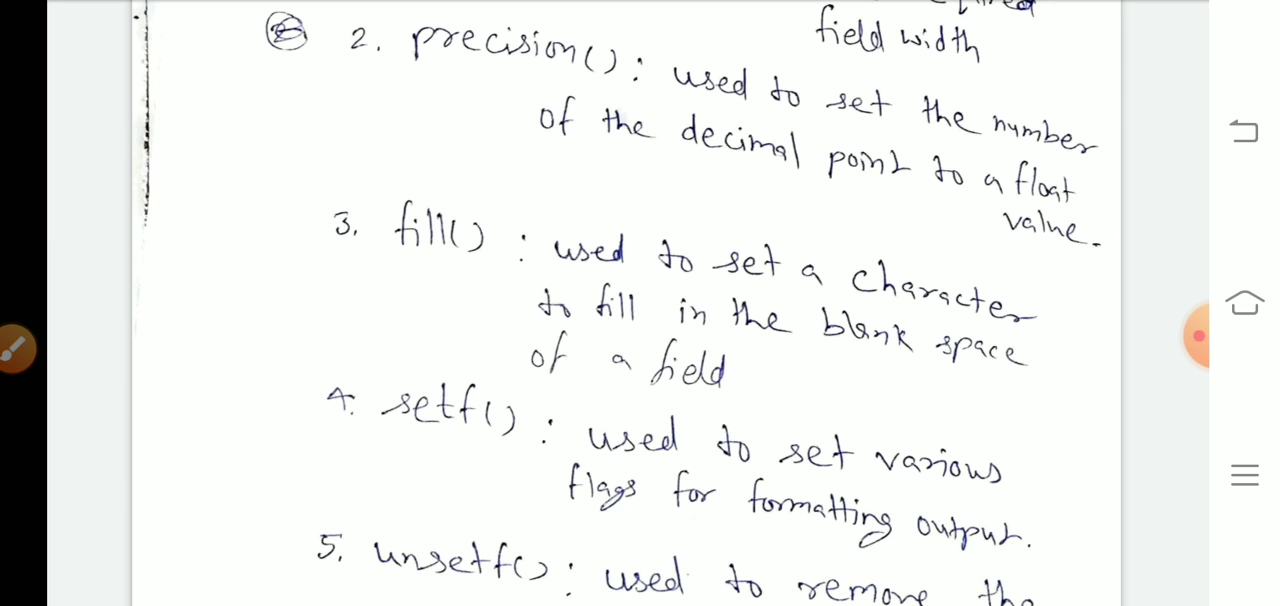 field width
2. precision() : used to set the number
of the decimal point to a float
value.
3. fill() : used to set a character
to fill in the blank space
of a field
4. setf() : used to set various
flags for formatting output.
5. unsetf() : used to remove the